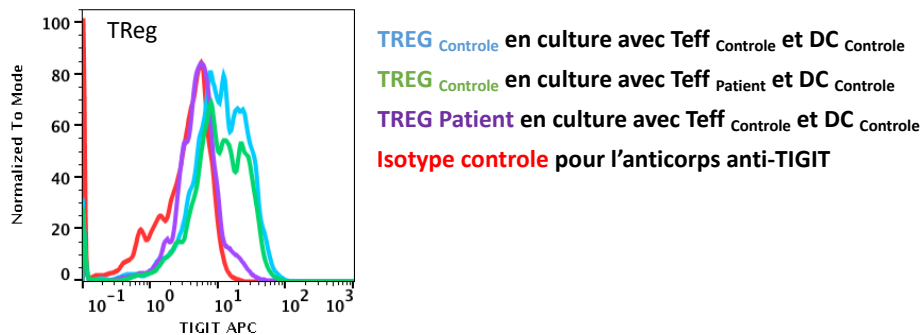 TReg
Normalized To Mode
100
80
60
40
20
0
10-1 100 101 102 103
TIGIT APC
TREG Controle en culture avec Teff Controle et DC Controle
TREG Controle en culture avec Teff Patient et DC Controle
TREG Patient en culture avec Teff Controle et DC Controle
Isotype controle pour l’anticorps anti-TIGIT